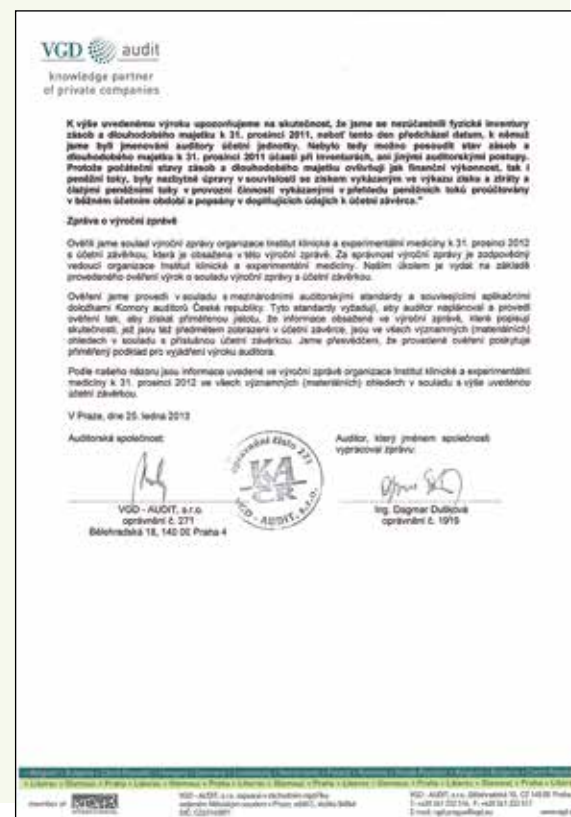 VGD audit
knowledge partner
of private companies
K výše uvedenému výroku upozorňujeme na skutečnost, že jsme se nezúčastnili fyzické inventury
zásob a dlouhodobého majetku k 31. prosinci 2011, neboť tento den předcházel datum, k němuž
jsme byli jmenováni auditory účetní jednotky. Nebylo tedy možno posoudit stav zásob a
dlouhodobého majetku k 31. prosinci 2011 účastí při inventurách, ani jinými auditorskými postupy.
Protože počáteční stavy zásob a dlouhodobého majetku ovlivňují jak finanční výkonnost, tak i
peněžní toky, byly nezbytné úpravy v souvislosti se ziskem vykázaným ve výkazu zisku a ztráty a
čistými peněžními toky v provozní činnosti vykázanými v přehledu peněžních toků proúčtovány
v běžném účetním období a popsány v doplňujících údajích k účetní závěrce."
Zpráva o výroční zprávě
Ověřili jsme soulad výroční zprávy organizace Institut klinické a experimentální medicíny k 31. prosinci 2012
s účetní závěrkou, která je obsažena v této výroční zprávě. Za správnost výroční zprávy je zodpovědný
vedoucí organizace Institut klinické a experimentální medicíny. Naším úkolem je vydat na základě
provedeného ověření výrok o souladu výroční zprávy s účetní závěrkou.
Ověření jsme provedli v souladu s mezinárodními auditorskými standardy a souvisejícími aplikačními
doložkami Komory auditorů České republiky. Tyto standardy vyžadují, aby auditor naplánoval a provedl
ověření tak, aby získal přiměřenou jistotu, že informace obsažené ve výroční zprávě, které popisují
skutečnosti, jež jsou též předmětem zobrazení v účetní závěrce, jsou ve všech významných (materiálních)
ohledech v souladu s příslušnou účetní závěrkou. Jsme přesvědčeni, že provedené ověření poskytuje
přiměřený podklad pro vyjádření výroku auditora.
Podle našeho názoru jsou informace uvedené ve výroční zprávě organizace Institut klinické a experimentální
medicíny k 31. prosinci 2012 ve všech významných (materiálních) ohledech v souladu s výše uvedenou
účetní závěrkou.
V Praze, dne 25. ledna 2013
Auditorská společnost:
Auditor, který jménem společnosti
vypracoval zprávu:
oprávnění číslo 271
KA
ČR
VGD - AUDIT, s.r.o.
VGD - AUDIT, s.r.o.
oprávnění č. 271
Bělehradská 18, 140 00 Praha 4
Ing. Dagmar Dušková
oprávnění č. 1919
member of